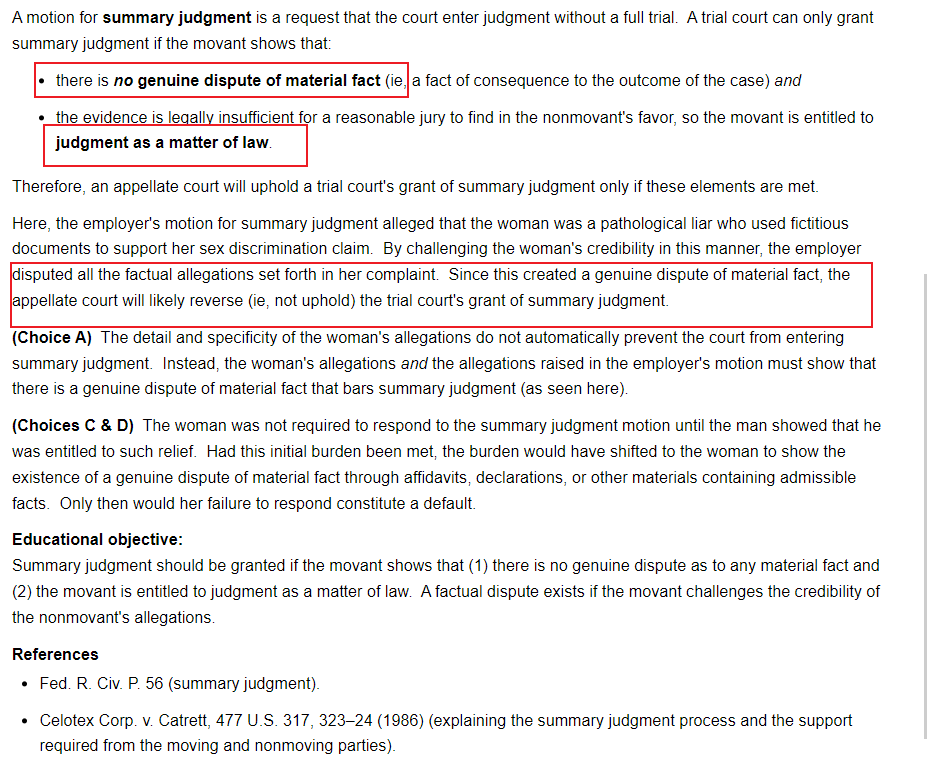 A motion for summary judgment is a request that the court enter judgment without a full trial.  A trial court can only grant
summary judgment if the movant shows that:
• there is no genuine dispute of material fact (ie, a fact of consequence to the outcome of the case) and
• the evidence is legally insufficient for a reasonable jury to find in the nonmovant's favor, so the movant is entitled to
judgment as a matter of law.
Therefore, an appellate court will uphold a trial court's grant of summary judgment only if these elements are met.
Here, the employer's motion for summary judgment alleged that the woman was a pathological liar who used fictitious
documents to support her sex discrimination claim.  By challenging the woman's credibility in this manner, the employer
disputed all the factual allegations set forth in her complaint.  Since this created a genuine dispute of material fact, the
appellate court will likely reverse (ie, not uphold) the trial court's grant of summary judgment.
(Choice A)  The detail and specificity of the woman's allegations do not automatically prevent the court from entering
summary judgment.  Instead, the woman's allegations and the allegations raised in the employer's motion must show that
there is a genuine dispute of material fact that bars summary judgment (as seen here).
(Choices C & D)  The woman was not required to respond to the summary judgment motion until the man showed that he
was entitled to such relief.  Had this initial burden been met, the burden would have shifted to the woman to show the
existence of a genuine dispute of material fact through affidavits, declarations, or other materials containing admissible
facts.  Only then would her failure to respond constitute a default.
Educational objective:
Summary judgment should be granted if the movant shows that (1) there is no genuine dispute as to any material fact and
(2) the movant is entitled to judgment as a matter of law.  A factual dispute exists if the movant challenges the credibility of
the nonmovant's allegations.
References
• Fed. R. Civ. P. 56 (summary judgment).
• Celotex Corp. v. Catrett, 477 U.S. 317, 323–24 (1986) (explaining the summary judgment process and the support
required from the moving and nonmoving parties).